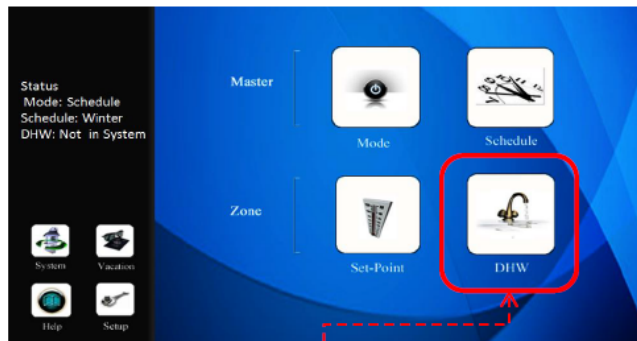 Status
Mode: Schedule
Schedule: Winter
DHW: Not in System
Master
Mode
Schedule
Zone
Set-Point
DHW
System
Vacation
Help
Setup